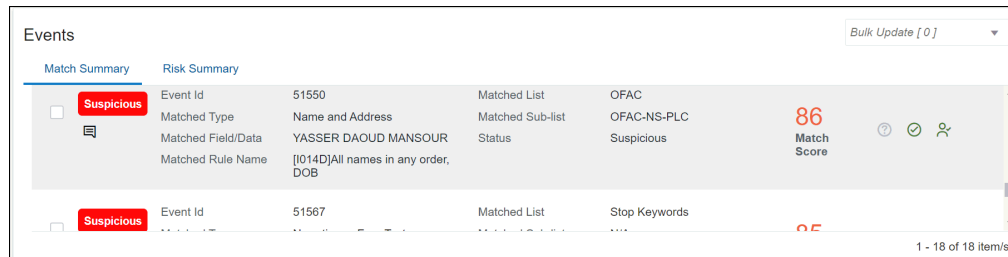 Events
Bulk Update [ 0 ]
Match Summary Risk Summary
Suspicious Event Id 51550 Matched List OFAC
Matched Type Name and Address Matched Sub-list OFAC-NS-PLC 86
Matched Field/Data YASSER DAOUD MANSOUR Status Suspicious Match
Matched Rule Name [I014D]All names in any order, Score
DOB
Suspicious Event Id 51567 Matched List Stop Keywords
1 - 18 of 18 item/s